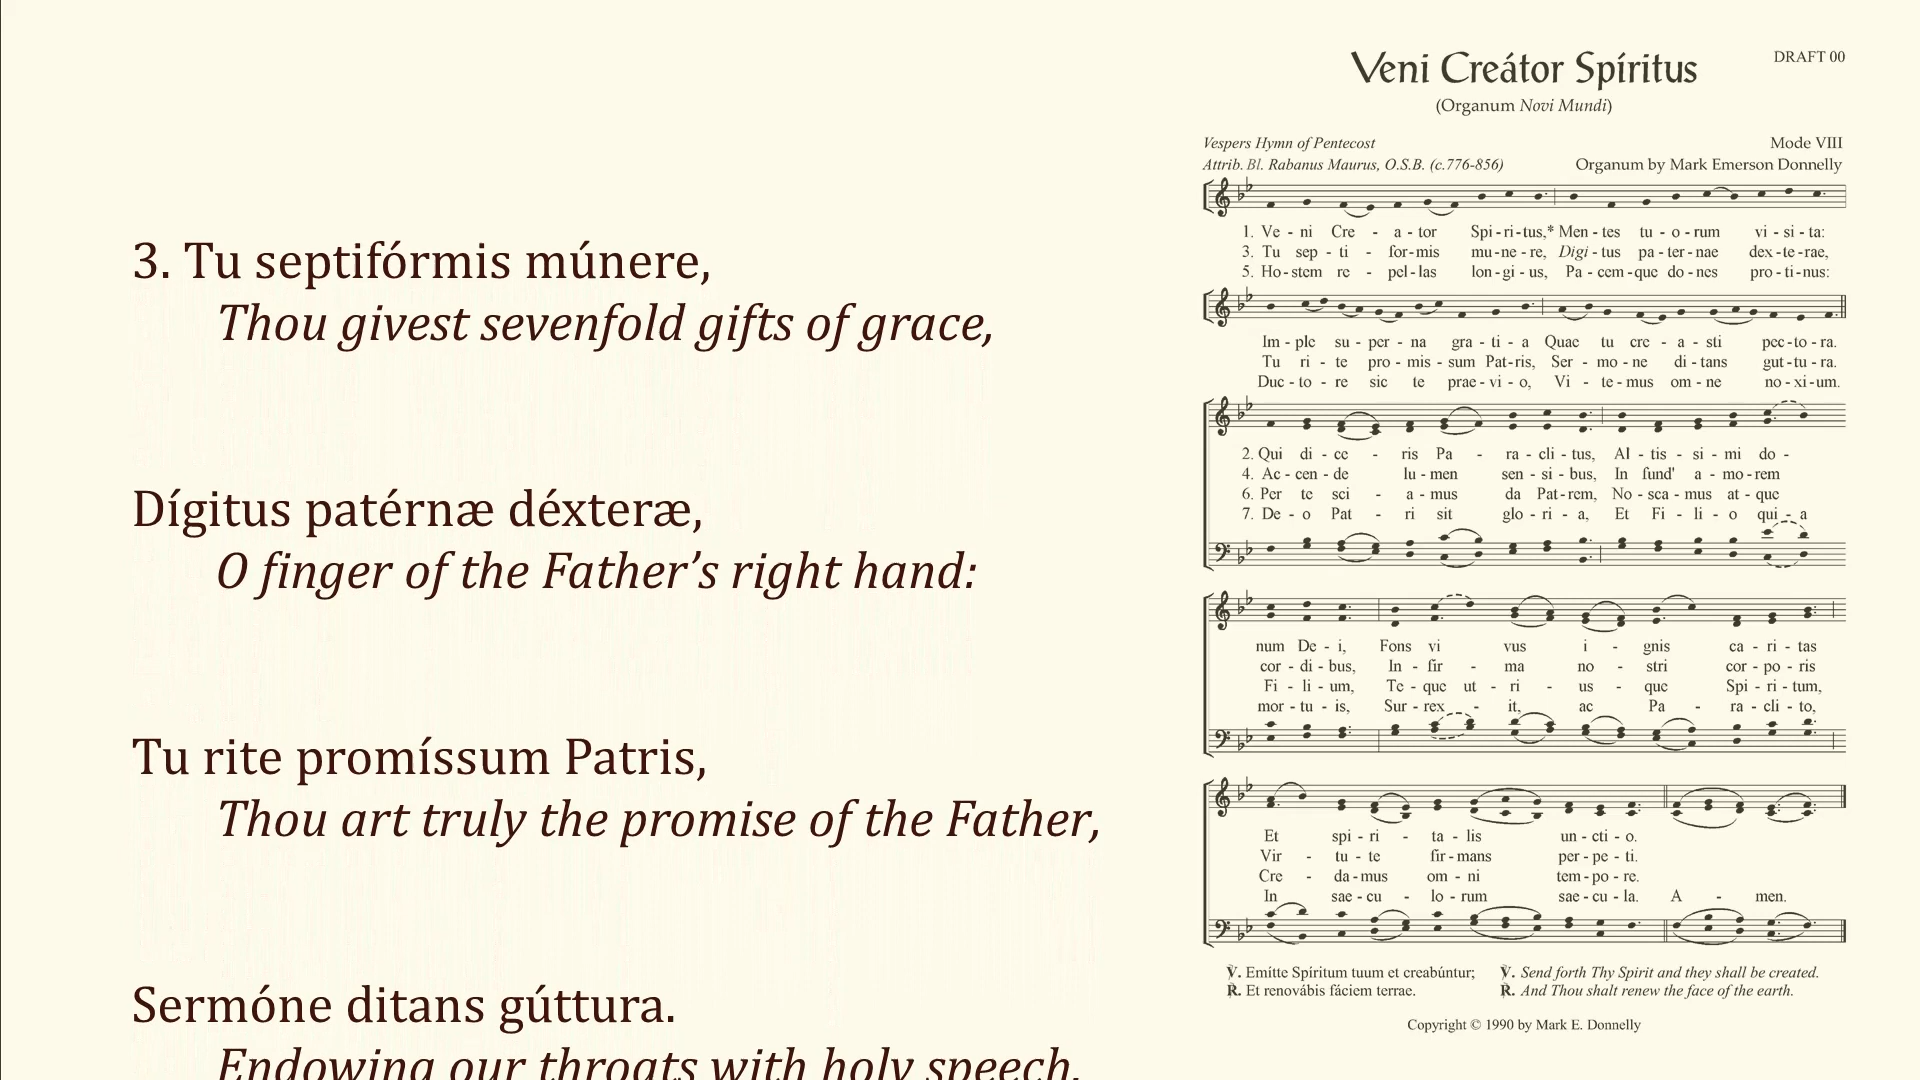 3. Tu septifórmis múnere,
Thou givest sevenfold gifts of grace,
Dígitus patérnæ déxteræ,
O finger of the Father’s right hand:
Tu rite promíssum Patris,
Thou art truly the promise of the Father,
Sermóne ditans gúttura.
Endowing our throats with holy speech.
Veni Creátor Spíritus
DRAFT 00
(Organum Novi Mundi)
Vespers Hymn of Pentecost
Mode VIII
Attrib. Bl. Rabanus Maurus, O.S.B. (c.776-856)
Organum by Mark Emerson Donnelly
1. Ve - ni Cre - a - tor Spi - ri - tus,* Men - tes tu - o - rum vi - si - ta:
3. Tu sep - ti - for - mis mu - ne - re, Digi - tus pa - ter - nae dex - te - rae,
5. Ho - stem re - pel - las lon - gi - us, Pa - cem - que do - nes pro - ti - nus:
Im - ple su - per - na gra - ti - a Quae tu cre - a - sti pec - to - ra.
Tu ri - te pro - mis - sum Pat - ris, Ser - mo - ne di - tans gut - tu - ra.
Duc - to - re sic te prae - vi - o, Vi - te - mus om - ne no - xi - um.
2. Qui di - ce - ris Pa - ra - cli - tus, Al - tis - si - mi do -
4. Ac - cen - de lu - men sen - si - bus, In fund' a - mo - rem
6. Per te sci - a - mus da Pat - rem, No - sca - mus at - que
7. De - o Pat - ri sit glo - ri - a, Et Fi - li - o qui - a
num De - i, Fons vi vus i - gnis ca - ri - tas
cor - di - bus, In - fir - ma no - stri cor - po - ris
Fi - li - um, Te - que ut - ri - us - que Spi - ri - tum,
mor - tu - is, Sur - rex - it, ac Pa - ra - cli - to,
Et spi - ri - ta - lis un - cti - o.
Vir - tu - te fir - mans per - pe - ti.
Cre - da - mus om - ni tem - po - re.
In sae - cu - lo - rum sae - cu - la. A - men.
℣. Emítte Spíritum tuum et creabúntur;
℟. Et renovábis fáciem terrae.
℣. Send forth Thy Spirit and they shall be created.
℟. And Thou shalt renew the face of the earth.
Copyright © 1990 by Mark E. Donnelly